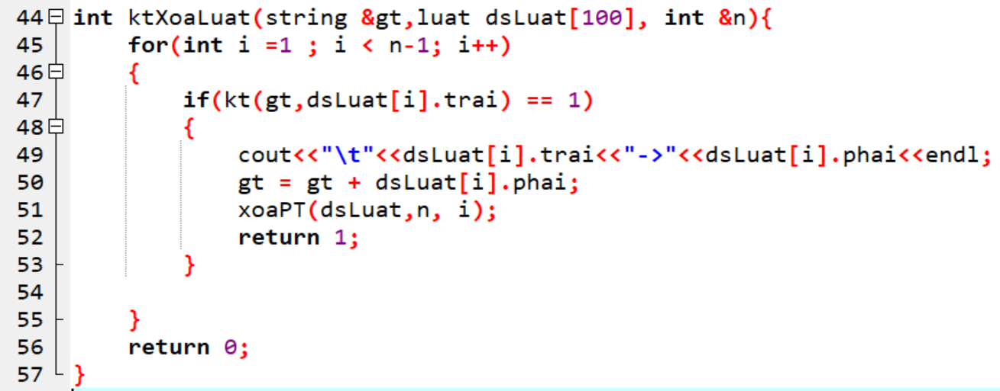 44 int ktXoaLuat(string &gt,luat dsLuat[100], int &n){
45     for(int i =1 ; i < n-1; i++)
46     {
47         if(kt(gt,dsLuat[i].trai) == 1)
48         {
49             cout<<"\t"<<dsLuat[i].trai<<"->"<<dsLuat[i].phai<<endl;
50             gt = gt + dsLuat[i].phai;
51             xoaPT(dsLuat,n, i);
52             return 1;
53         }
54
55     }
56     return 0;
57 }